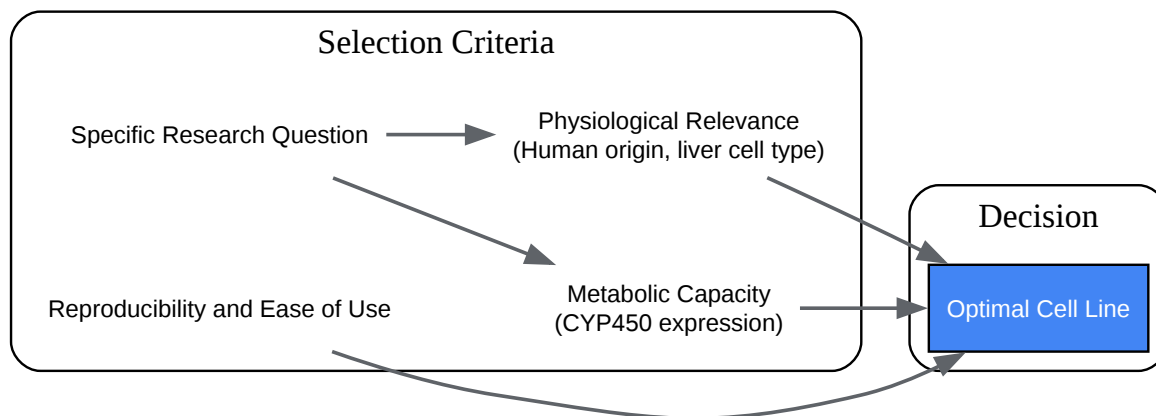 Selection Criteria
Specific Research Question
Physiological Relevance
(Human origin, liver cell type)
Reproducibility and Ease of Use
Metabolic Capacity
(CYP450 expression)
Decision
Optimal Cell Line